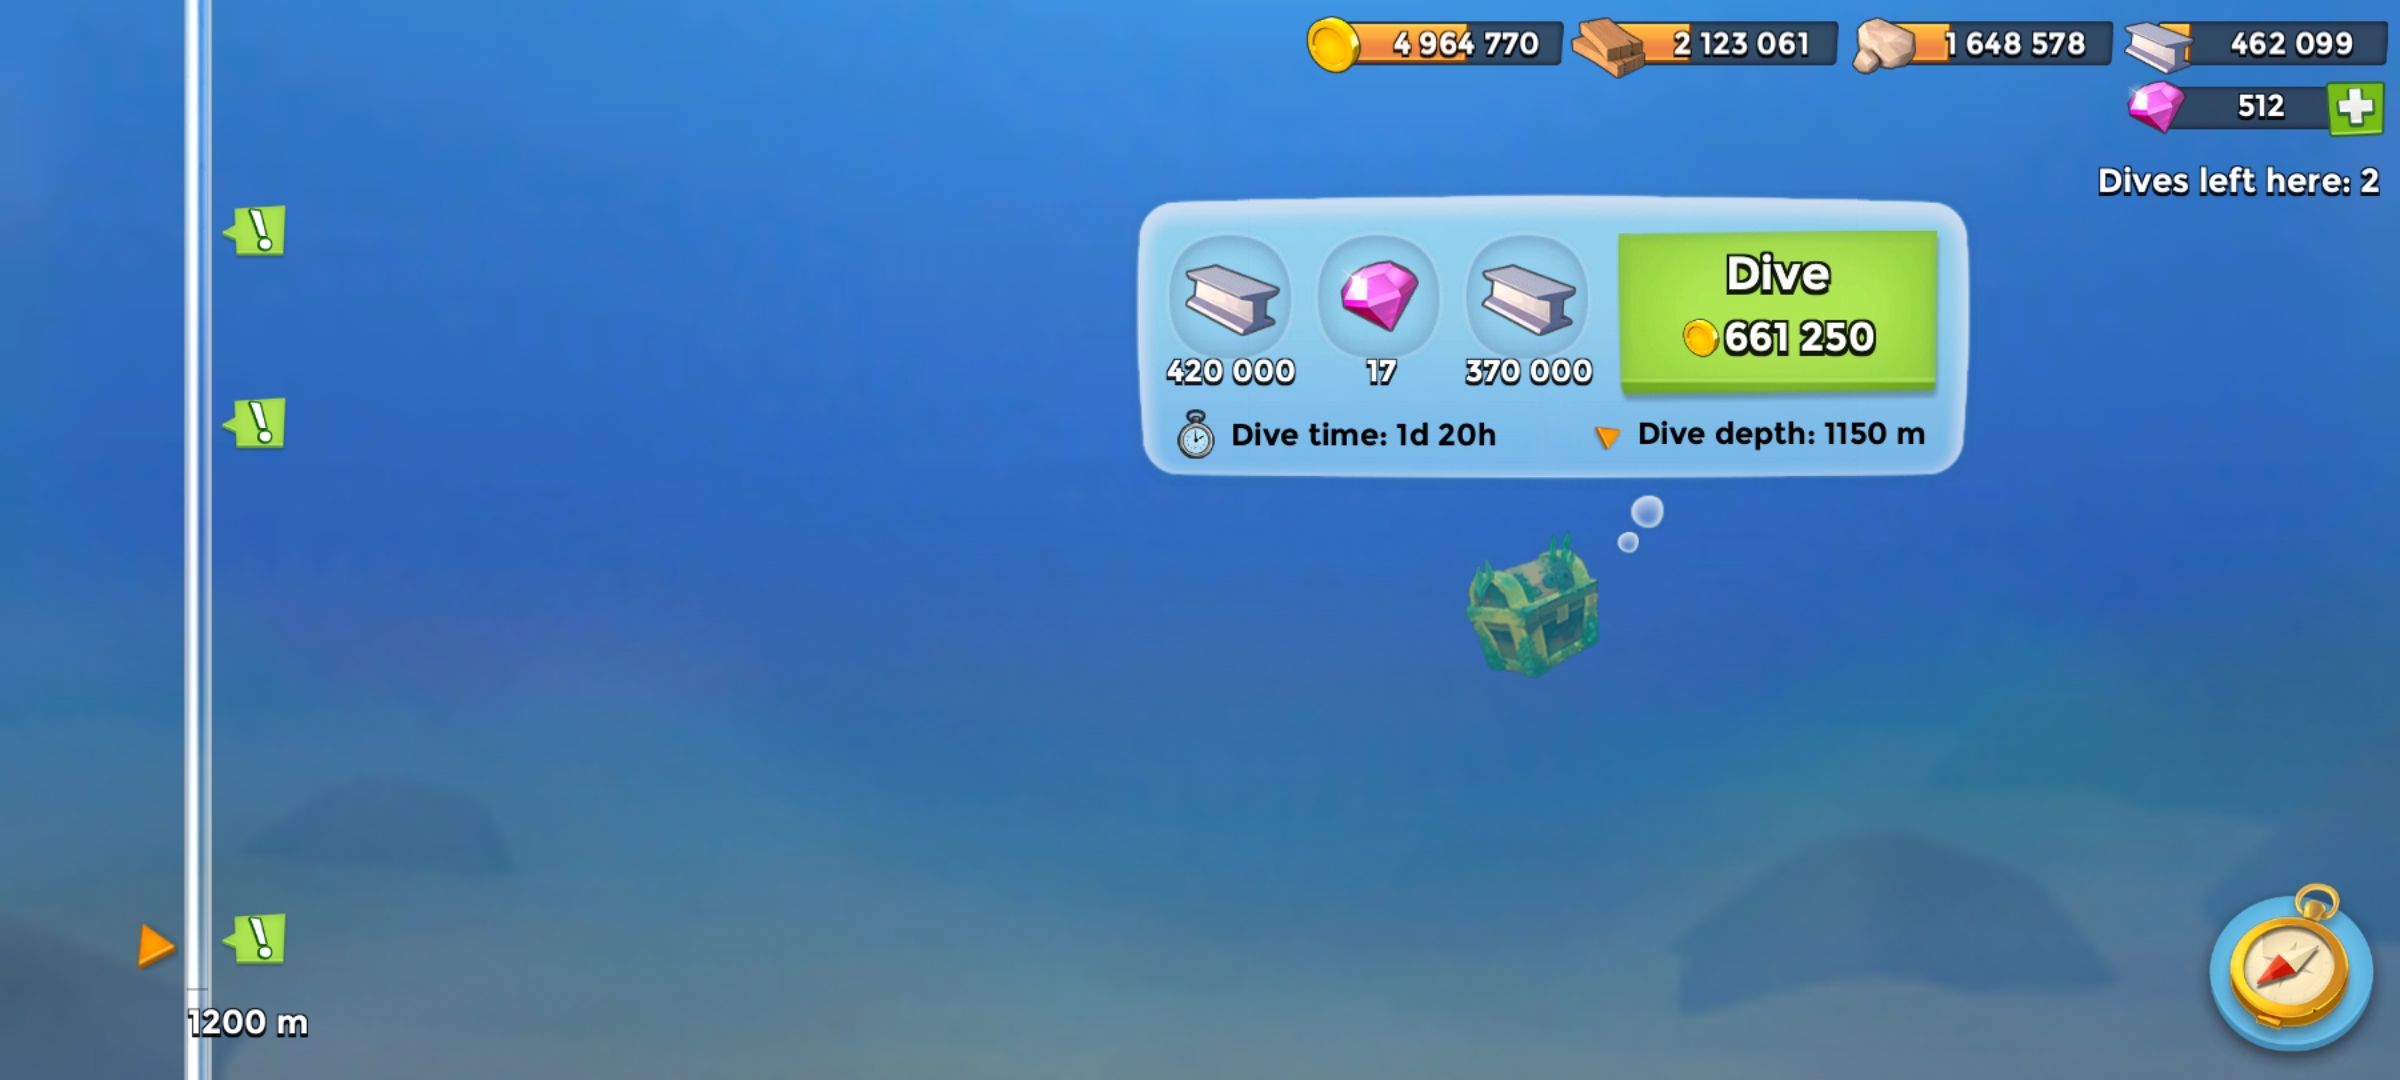 4 964 770
2 123 061
1 648 578
462 099
512
Dives left here: 2
Dive
661 250
420 000
17
370 000
Dive time: 1d 20h
Dive depth: 1150 m
1200 m